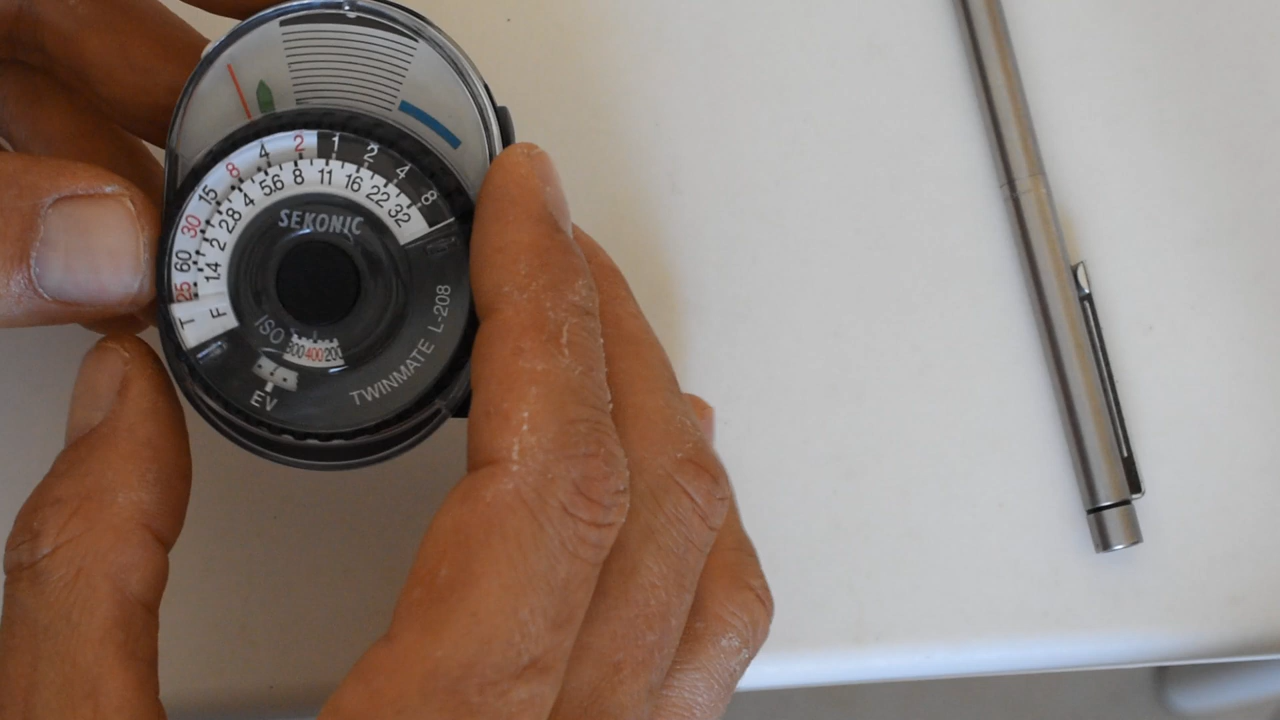 T 25 60 30 15 8 4 2 1 2 4 8
F 1.4 2 2.8 4 5.6 8 11 16 22 32
SEKONIC
ISO 400 200
EV
TWINMATE L-208